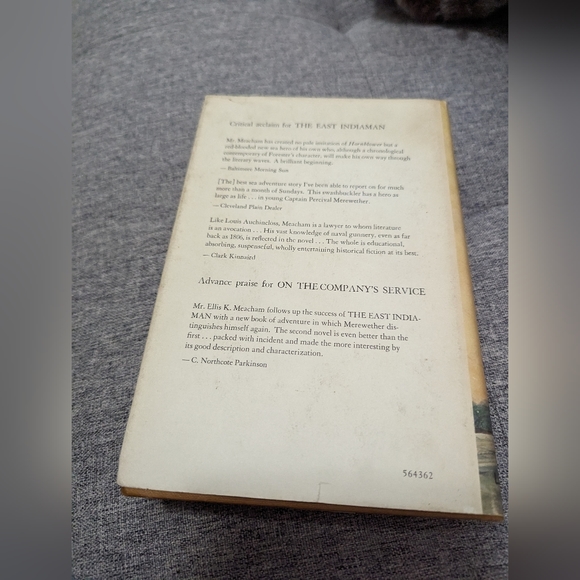 Critical acclaim for THE EAST INDIAMAN
Mr. Meacham has created no pale imitation of Hornblower but a
redblooded new sea hero of his own who, although a chronological
contemporary of Forester's character, will make his own way through
the literary waves. A brilliant beginning.
— Baltimore Morning Sun
[The] best sea adventure story I've been able to report on for much
more than a month of Sundays. This swashbuckler has a hero as
large as life . . . in young Captain Percival Merewether.
— Cleveland Plain Dealer
Like Louis Auchincloss, Meacham is a lawyer to whom literature
is an avocation . . . His vast knowledge of naval gunnery, even as far
back as 1806, is reflected in the novel . . . The whole is educational,
absorbing, suspenseful, wholly entertaining historical fiction at its best.
— Clark Kinnaird
Advance praise for ON THE COMPANY'S SERVICE
Mr. Ellis K. Meacham follows up the success of THE EAST INDIA-
MAN with a new book of adventure in which Merewether dis-
tinguishes himself again. The second novel is even better than the
first . . . packed with incident and made the more interesting by
its good description and characterization.
— C. Northcote Parkinson
564362